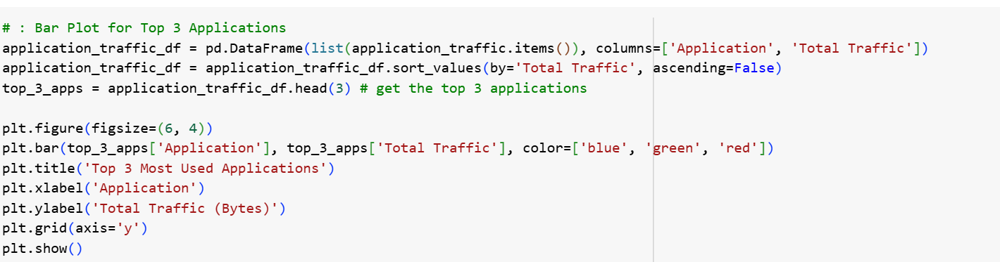 # : Bar Plot for Top 3 Applications
application_traffic_df = pd.DataFrame(list(application_traffic.items()), columns=['Application', 'Total Traffic'])
application_traffic_df = application_traffic_df.sort_values(by='Total Traffic', ascending=False)
top_3_apps = application_traffic_df.head(3) # get the top 3 applications
plt.figure(figsize=(6, 4))
plt.bar(top_3_apps['Application'], top_3_apps['Total Traffic'], color=['blue', 'green', 'red'])
plt.title('Top 3 Most Used Applications')
plt.xlabel('Application')
plt.ylabel('Total Traffic (Bytes)')
plt.grid(axis='y')
plt.show()